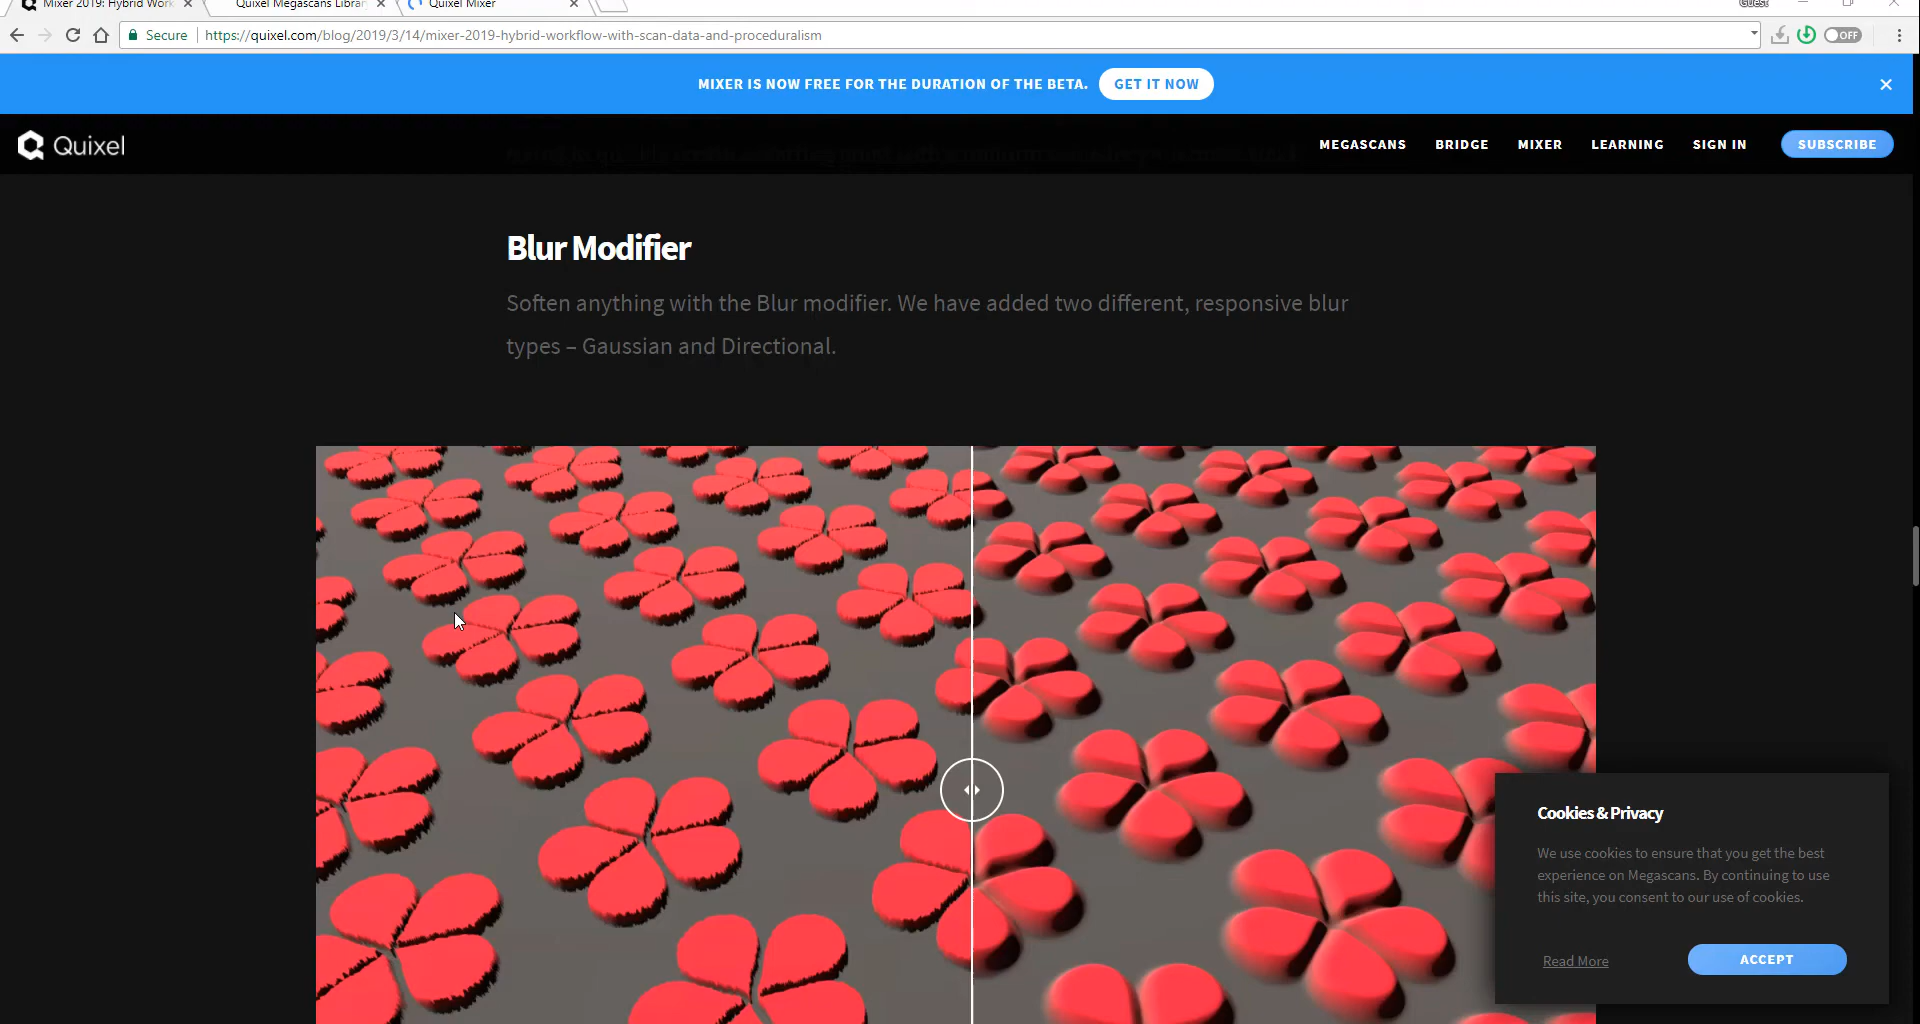 Mixer 2019: Hybrid Work
Quixel Megascans Librar
Quixel Mixer
Guest
Secure
https://quixel.com/blog/2019/3/14/mixer-2019-hybrid-workflow-with-scan-data-and-proceduralism
OFF
MIXER IS NOW FREE FOR THE DURATION OF THE BETA.
GET IT NOW
Quixel
MEGASCANS
BRIDGE
MIXER
LEARNING
SIGN IN
SUBSCRIBE
Blur Modifier
Soften anything with the Blur modifier. We have added two different, responsive blur
types – Gaussian and Directional.
Cookies & Privacy
We use cookies to ensure that you get the best
experience on Megascans. By continuing to use
this site, you consent to our use of cookies.
Read More
ACCEPT